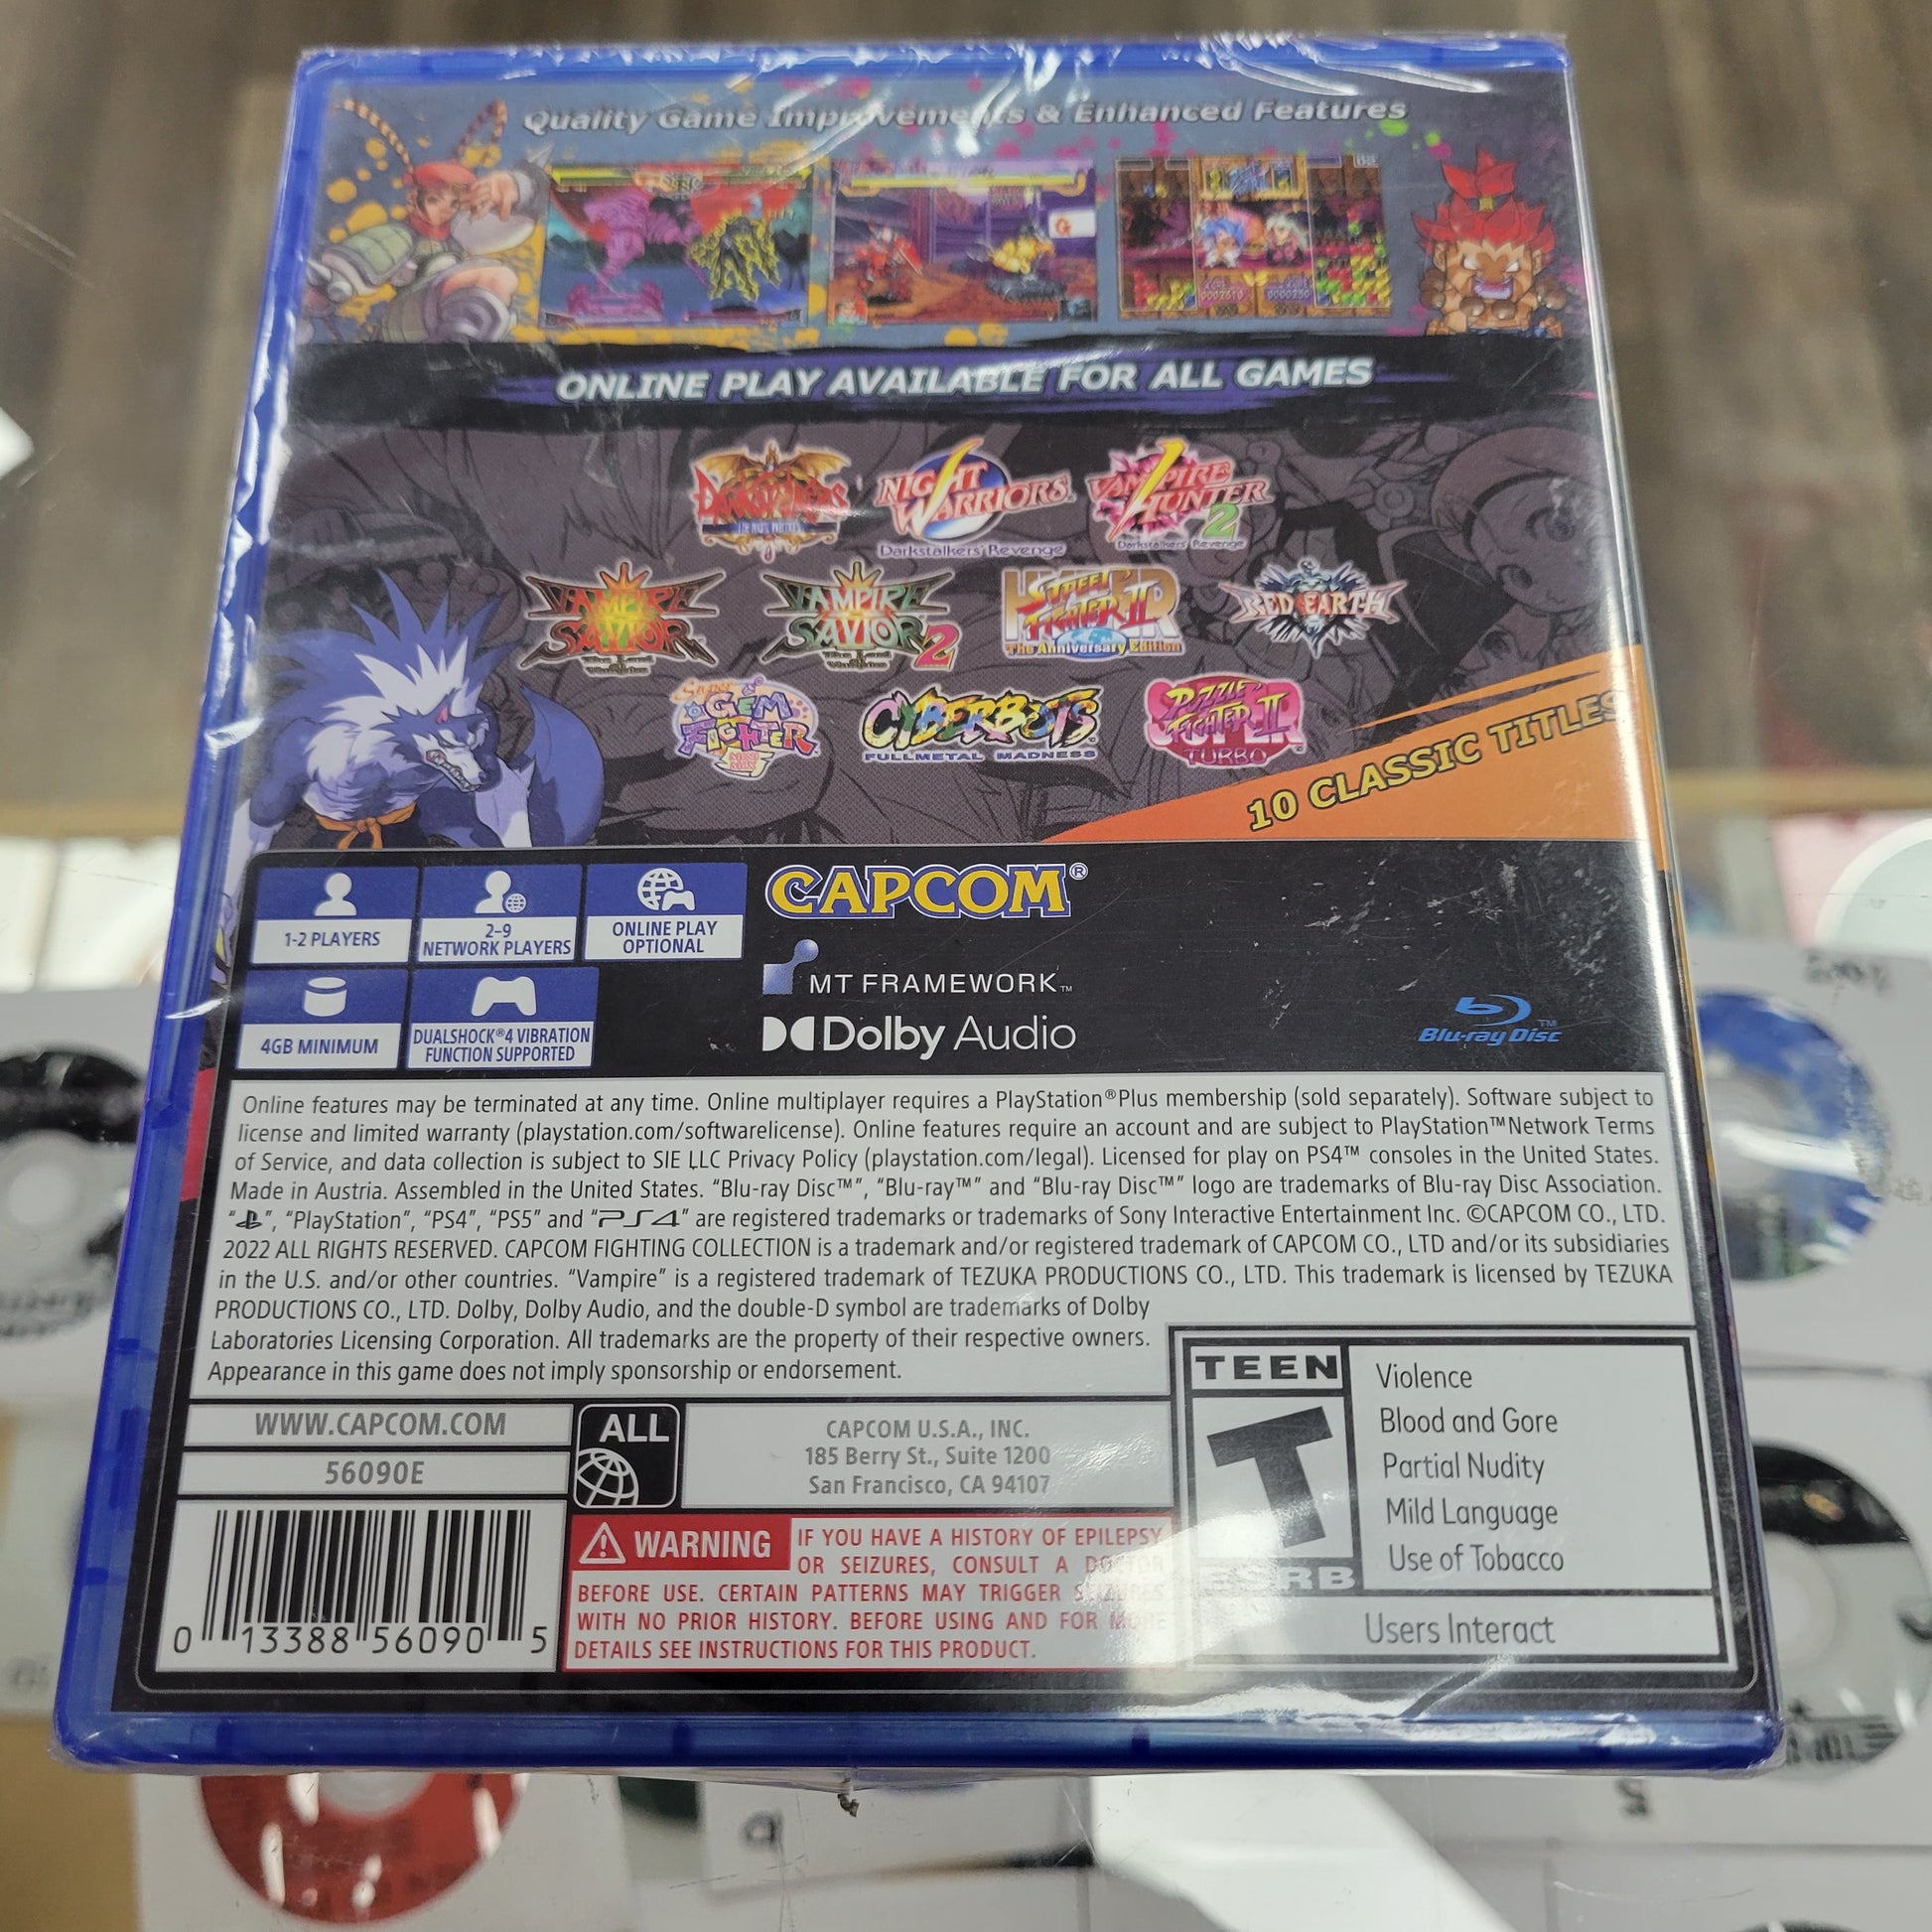 Quality Game Improvements & Enhanced Features
ONLINE PLAY AVAILABLE FOR ALL GAMES
DARKSTALKERS
NIGHT WARRIORS
Darkstalkers' Revenge
VAMPIRE HUNTER 2
Darkstalkers' Revenge
VAMPIRE SAVIOR
VAMPIRE SAVIOR 2
HYPER STREET FIGHTER II
The Anniversary Edition
RED EARTH
Super GEM FIGHTER
CYBERBOTS
FULLMETAL MADNESS
PUZZLE FIGHTER II
TURBO
10 CLASSIC TITLES
1-2 PLAYERS
2-9
NETWORK PLAYERS
ONLINE PLAY
OPTIONAL
4GB MINIMUM
DUALSHOCK®4 VIBRATION
FUNCTION SUPPORTED
CAPCOM®
MT FRAMEWORK™
Dolby Audio
Blu-ray Disc™
Online features may be terminated at any time. Online multiplayer requires a PlayStation®Plus membership (sold separately). Software subject to
license and limited warranty (playstation.com/softwarelicense). Online features require an account and are subject to PlayStation™Network Terms
of Service, and data collection is subject to SIE LLC Privacy Policy (playstation.com/legal). Licensed for play on PS4™ consoles in the United States.
Made in Austria. Assembled in the United States. “Blu-ray Disc™”, “Blu-ray™” and “Blu-ray Disc™” logo are trademarks of Blu-ray Disc Association.
“ ”, “PlayStation”, “PS4”, “PS5” and “PS4” are registered trademarks or trademarks of Sony Interactive Entertainment Inc. ©CAPCOM CO., LTD.
2022 ALL RIGHTS RESERVED. CAPCOM FIGHTING COLLECTION is a trademark and/or registered trademark of CAPCOM CO., LTD and/or its subsidiaries
in the U.S. and/or other countries. “Vampire” is a registered trademark of TEZUKA PRODUCTIONS CO., LTD. This trademark is licensed by TEZUKA
PRODUCTIONS CO., LTD. Dolby, Dolby Audio, and the double-D symbol are trademarks of Dolby
Laboratories Licensing Corporation. All trademarks are the property of their respective owners.
Appearance in this game does not imply sponsorship or endorsement.
WWW.CAPCOM.COM
56090E
ALL
CAPCOM U.S.A., INC.
185 Berry St., Suite 1200
San Francisco, CA 94107
0 13388 56090 5
WARNING
IF YOU HAVE A HISTORY OF EPILEPSY
OR SEIZURES, CONSULT A DOCTOR
BEFORE USE. CERTAIN PATTERNS MAY TRIGGER SEIZURES
WITH NO PRIOR HISTORY. BEFORE USING AND FOR MORE
DETAILS SEE INSTRUCTIONS FOR THIS PRODUCT.
TEEN
T
ESRB
Violence
Blood and Gore
Partial Nudity
Mild Language
Use of Tobacco
Users Interact